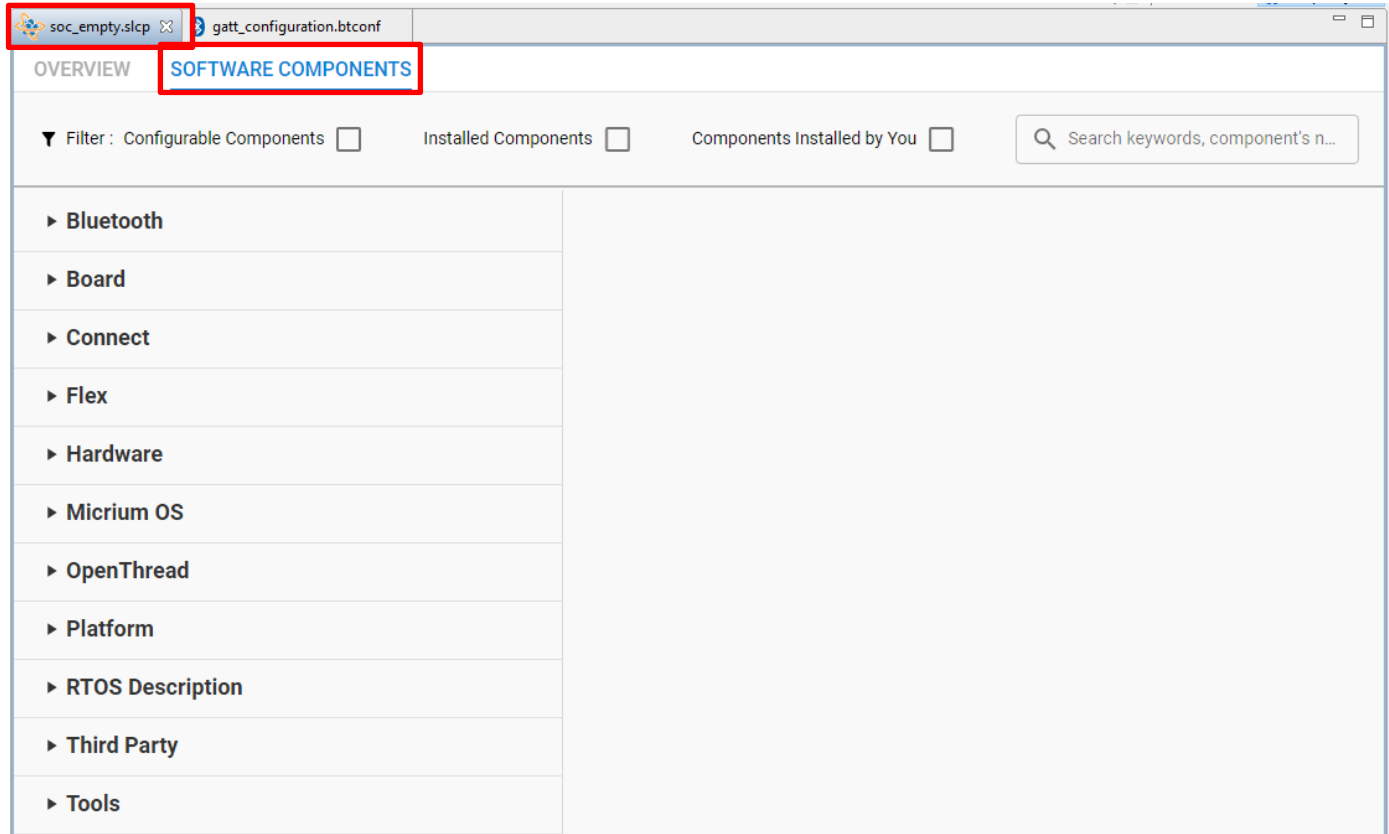 soc_empty.slcp gatt_configuration.btconf
OVERVIEW SOFTWARE COMPONENTS
Filter : Configurable Components Installed Components Components Installed by You Search keywords, component's n...
Bluetooth
Board
Connect
Flex
Hardware
Micrium OS
OpenThread
Platform
RTOS Description
Third Party
Tools